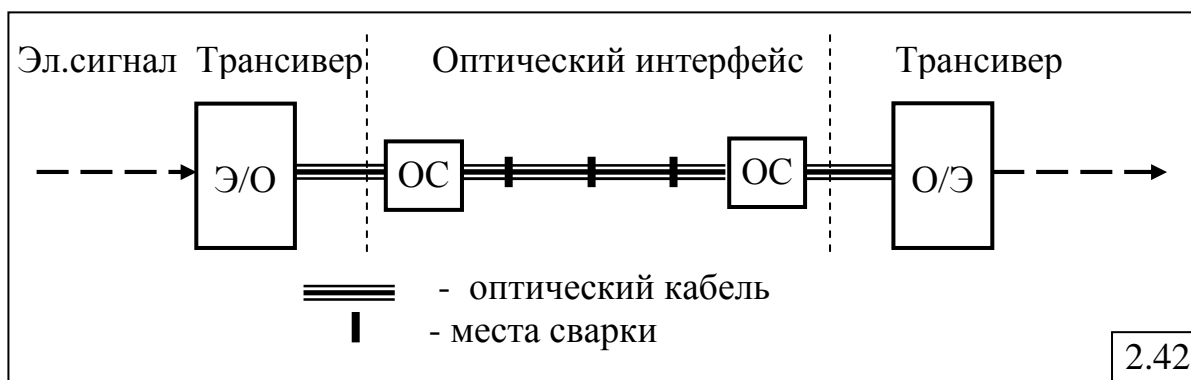 Эл.сигнал Трансивер Оптический интерфейс Трансивер
Э/О ОС ОС О/Э
- оптический кабель
- места сварки
2.42